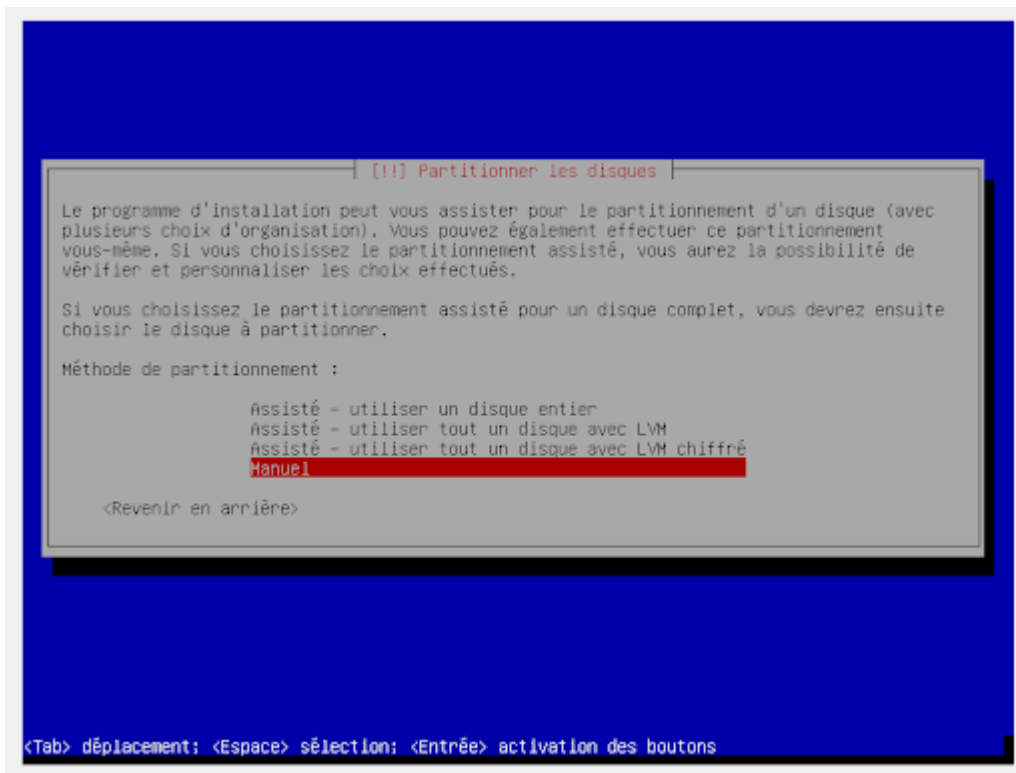 [!!] Partitionner les disques
Le programme d'installation peut vous assister pour le partitionnement d'un disque (avec
plusieurs choix d'organisation). Vous pouvez également effectuer ce partitionnement
vous-même. Si vous choisissez le partitionnement assisté, vous aurez la possibilité de
vérifier et personnaliser les choix effectués.
Si vous choisissez le partitionnement assisté pour un disque complet, vous devrez ensuite
choisir le disque à partitionner.
Méthode de partitionnement :
Assisté - utiliser un disque entier
Assisté - utiliser tout un disque avec LVM
Assisté - utiliser tout un disque avec LVM chiffré
Manuel
<Revenir en arrière>
<Tab> déplacement; <Espace> sélection; <Entrée> activation des boutons